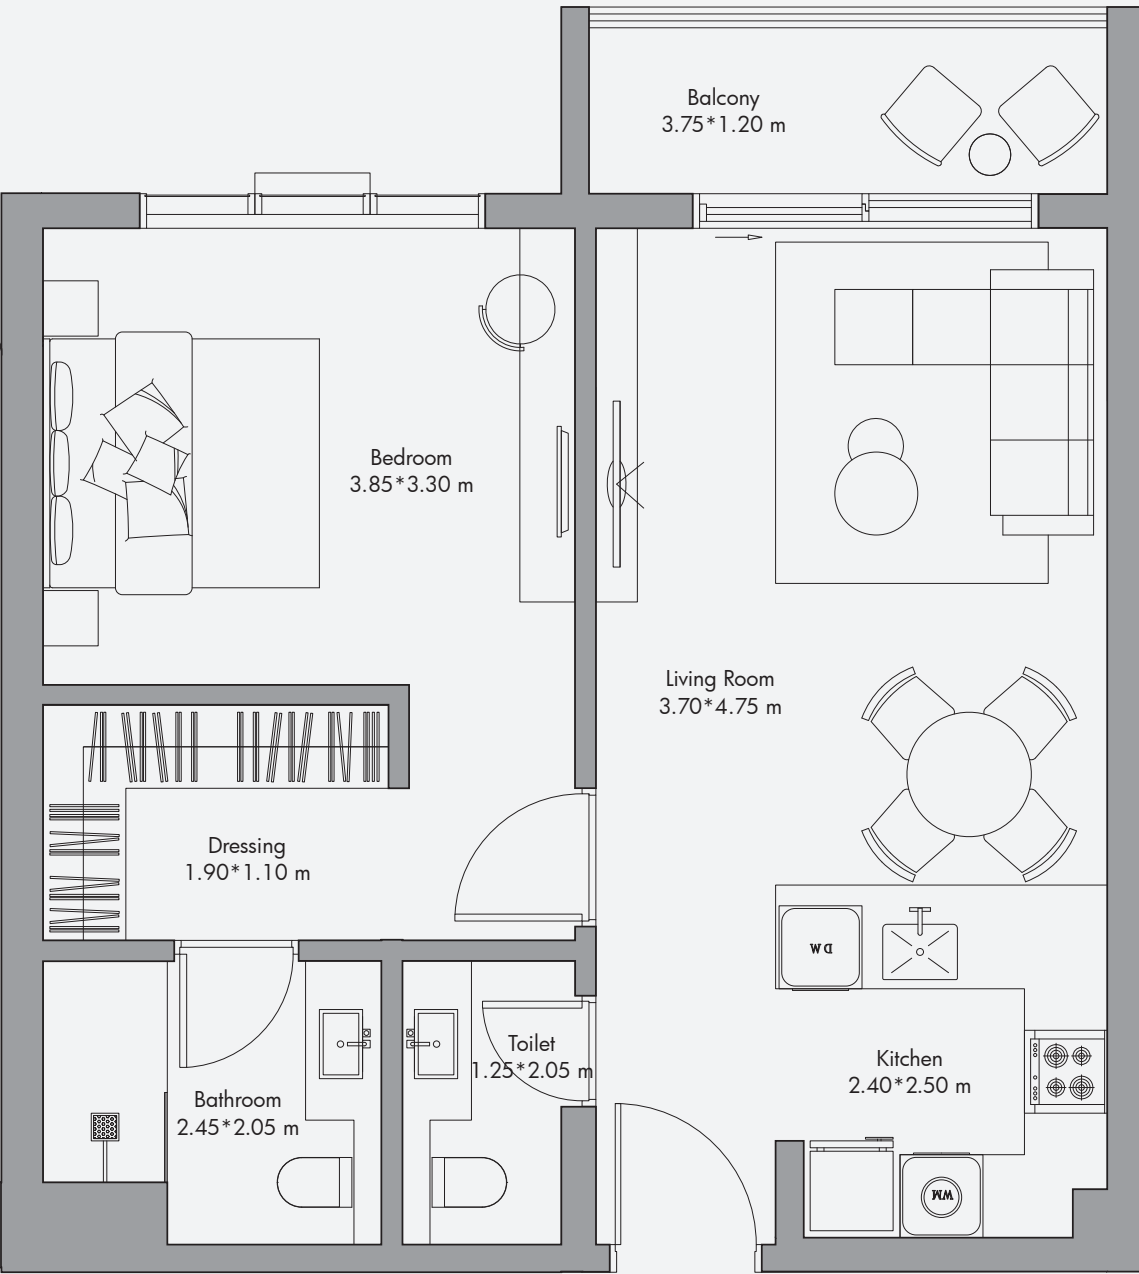 Balcony
3.75*1.20 m
Bedroom
3.85*3.30 m
Living Room
3.70*4.75 m
Dressing
1.90*1.10 m
DW
Toilet
1.25*2.05 m
Kitchen
2.40*2.50 m
Bathroom
2.45*2.05 m
WM